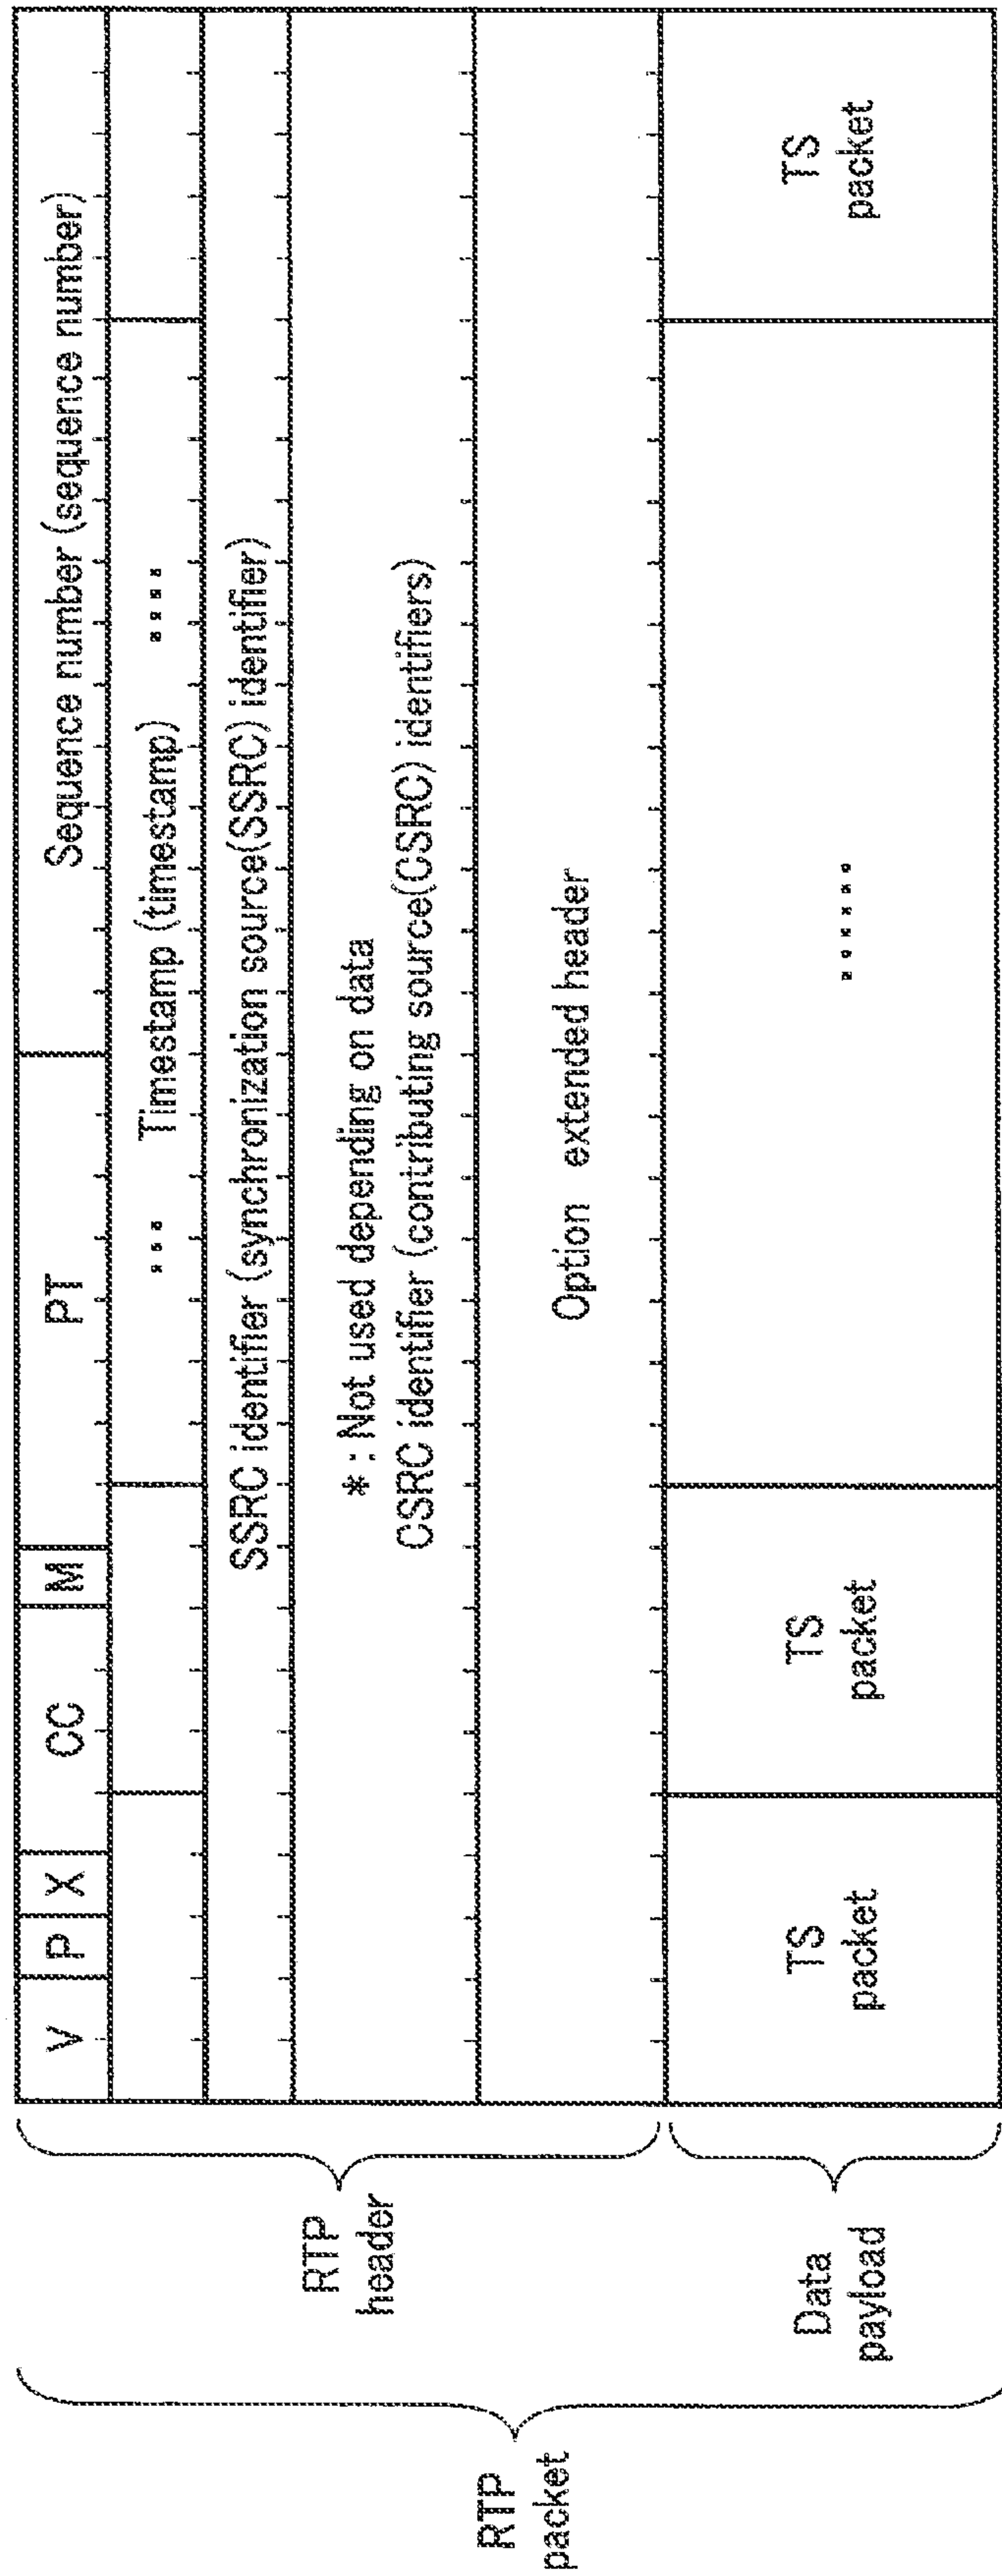 RTP
packet
RTP
header
Data
payload
V
P
X
CC
M
PT
Sequence number (sequence number)
... Timestamp (timestamp) ....
SSRC identifier (synchronization source(SSRC) identifier)
* : Not used depending on data
CSRC identifier (contributing source(CSRC) identifiers)
Option extended header
TS
packet
TS
packet
......
TS
packet